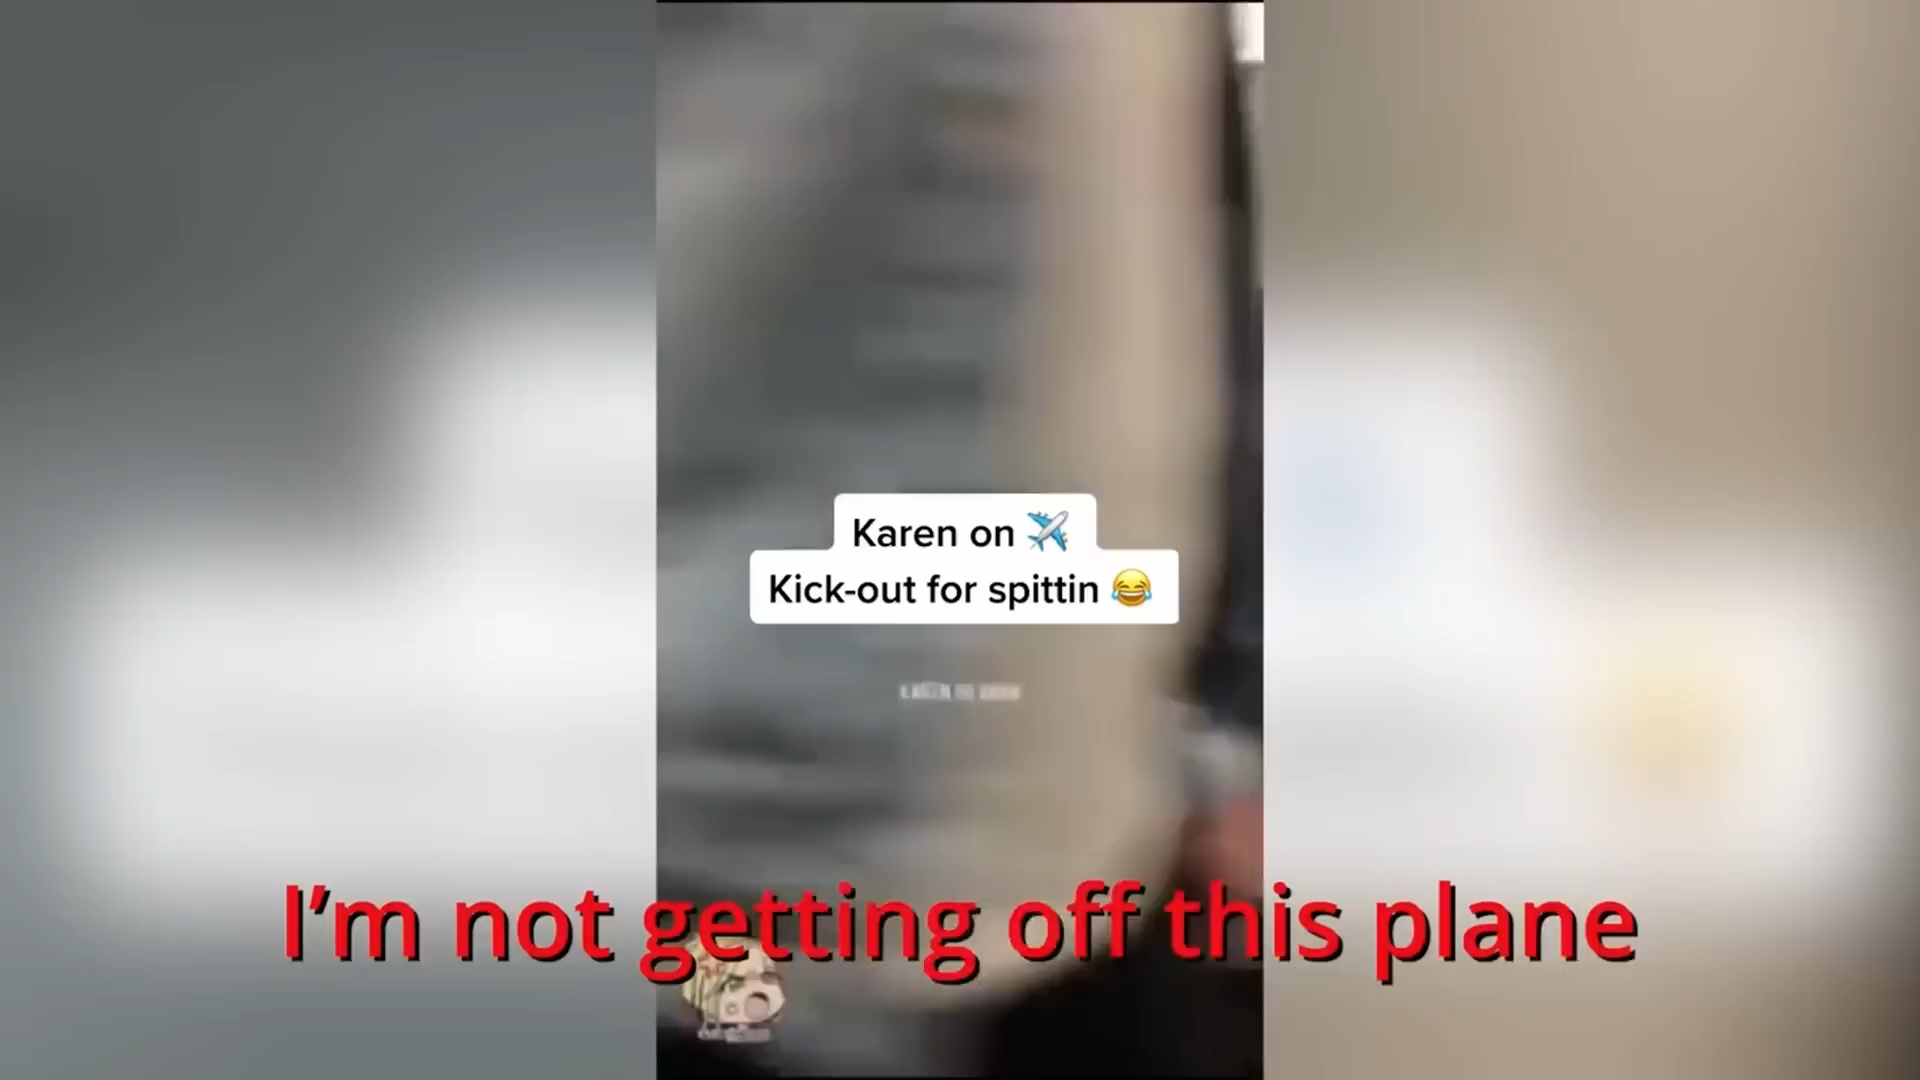 Karen on ✈️
Kick-out for spittin 😂
I'm not getting off this plane